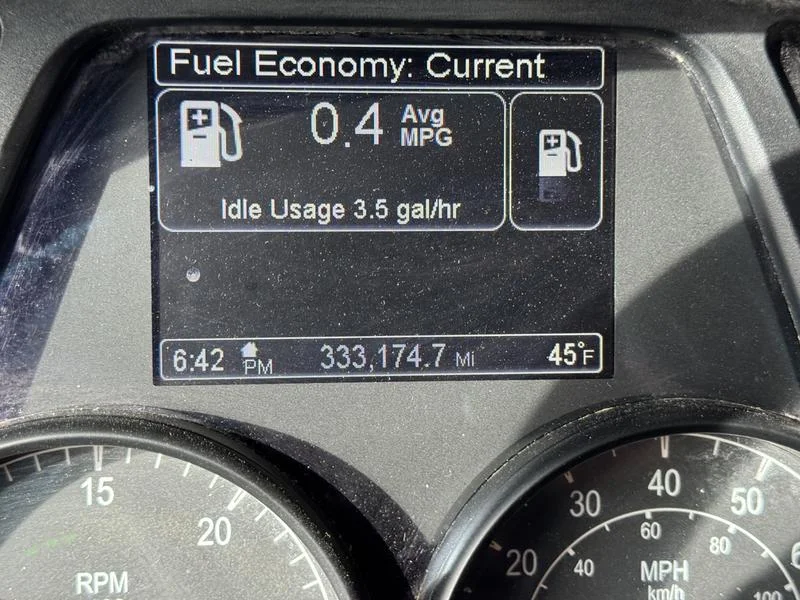 Fuel Economy: Current
0.4 Avg MPG
Idle Usage 3.5 gal/hr
6:42 PM 333,174.7 Mi 45°F
15
20
RPM
20 30 40 50
40 60 80 100
MPH
km/h